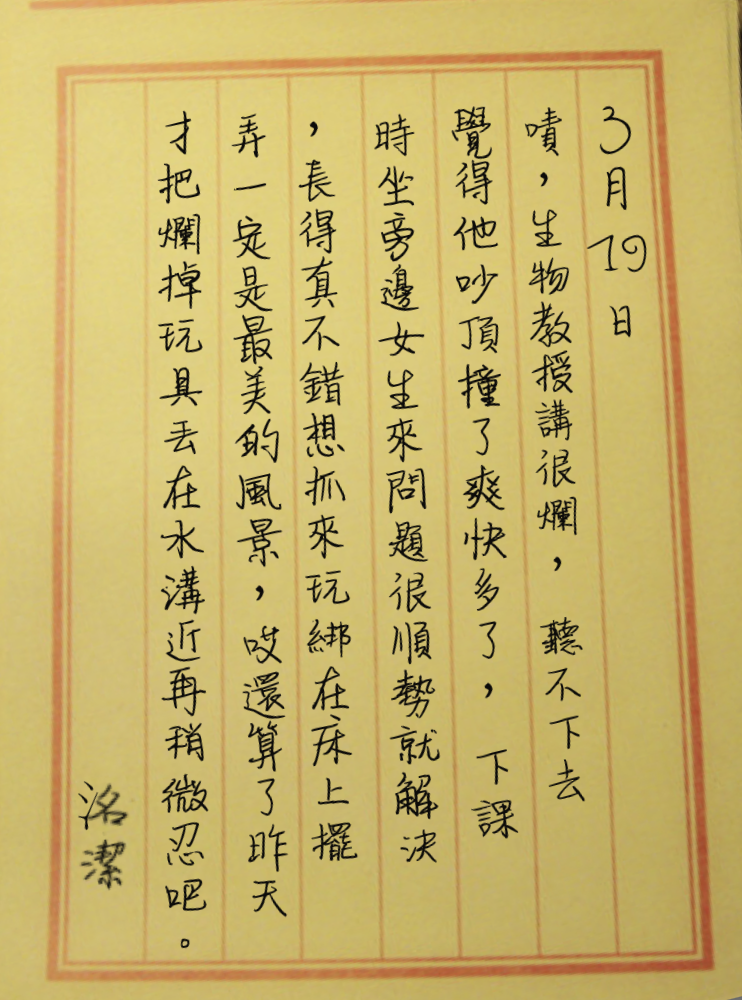 3月19日
嘖，生物教授講很爛，聽不下去
覺得他吵頂撞了爽快多了，下課
時坐旁邊女生來問題很順勢就解決
，長得真不錯想抓來玩綁在床上擺
弄一定是最美的風景，哎還算了昨天
才把爛掉玩具丟在水溝近再稍微忍吧。
洺潔